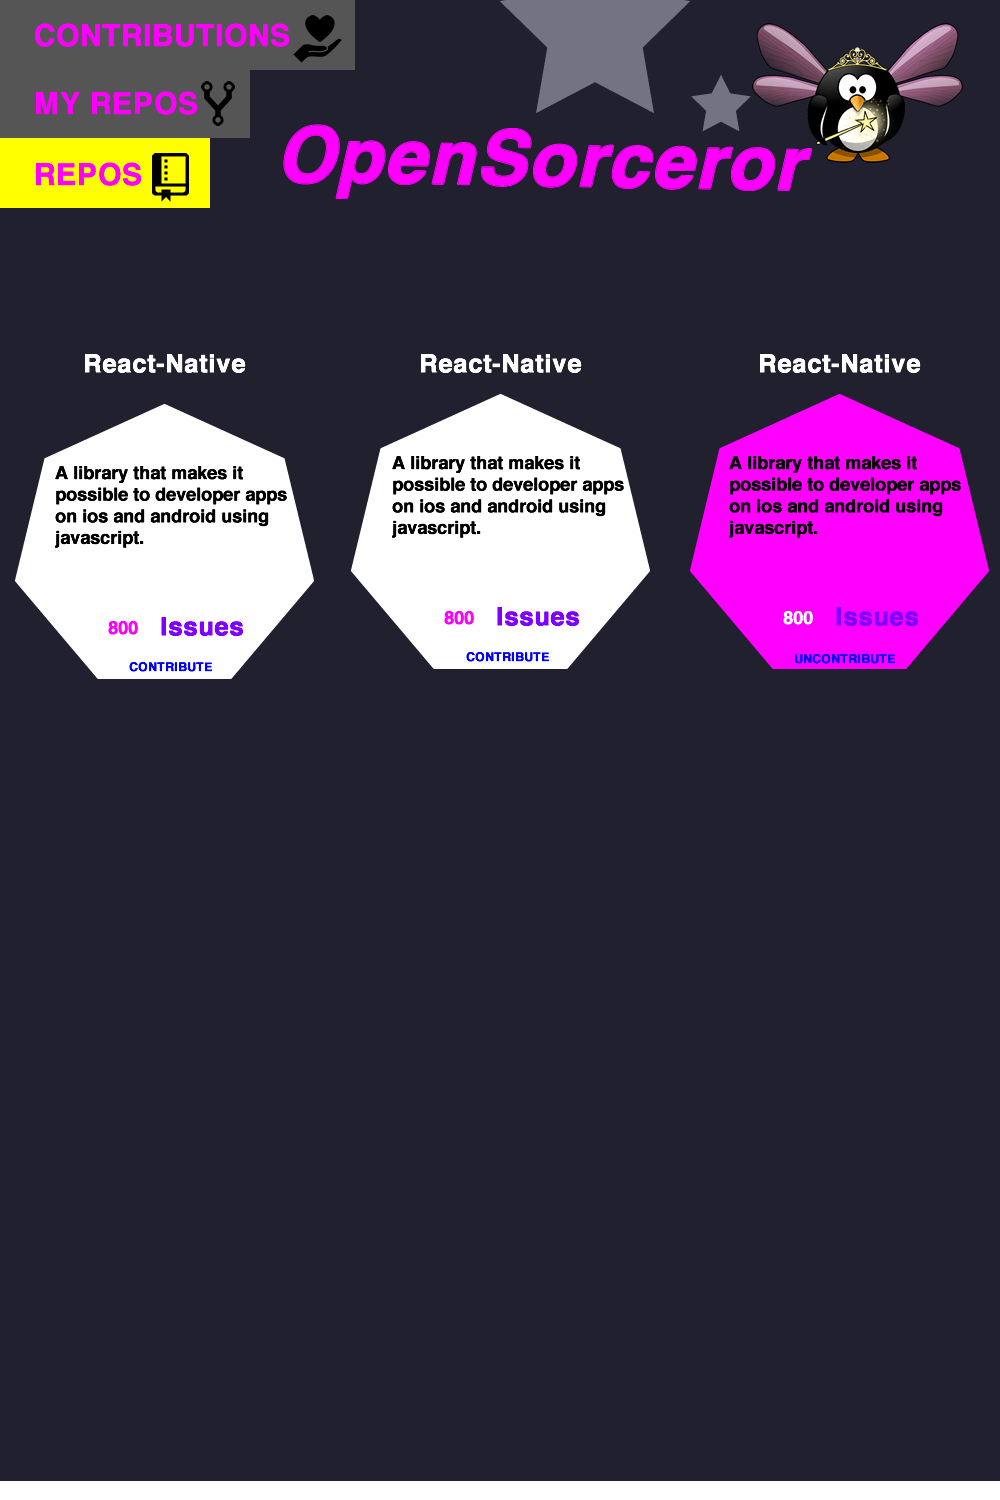 CONTRIBUTIONS
MY REPOS
REPOS
OpenSorceror
React-Native
A library that makes it
possible to developer apps
on ios and android using
javascript.
800 Issues
CONTRIBUTE
React-Native
A library that makes it
possible to developer apps
on ios and android using
javascript.
800 Issues
CONTRIBUTE
React-Native
A library that makes it
possible to developer apps
on ios and android using
javascript.
800 Issues
UNCONTRIBUTE